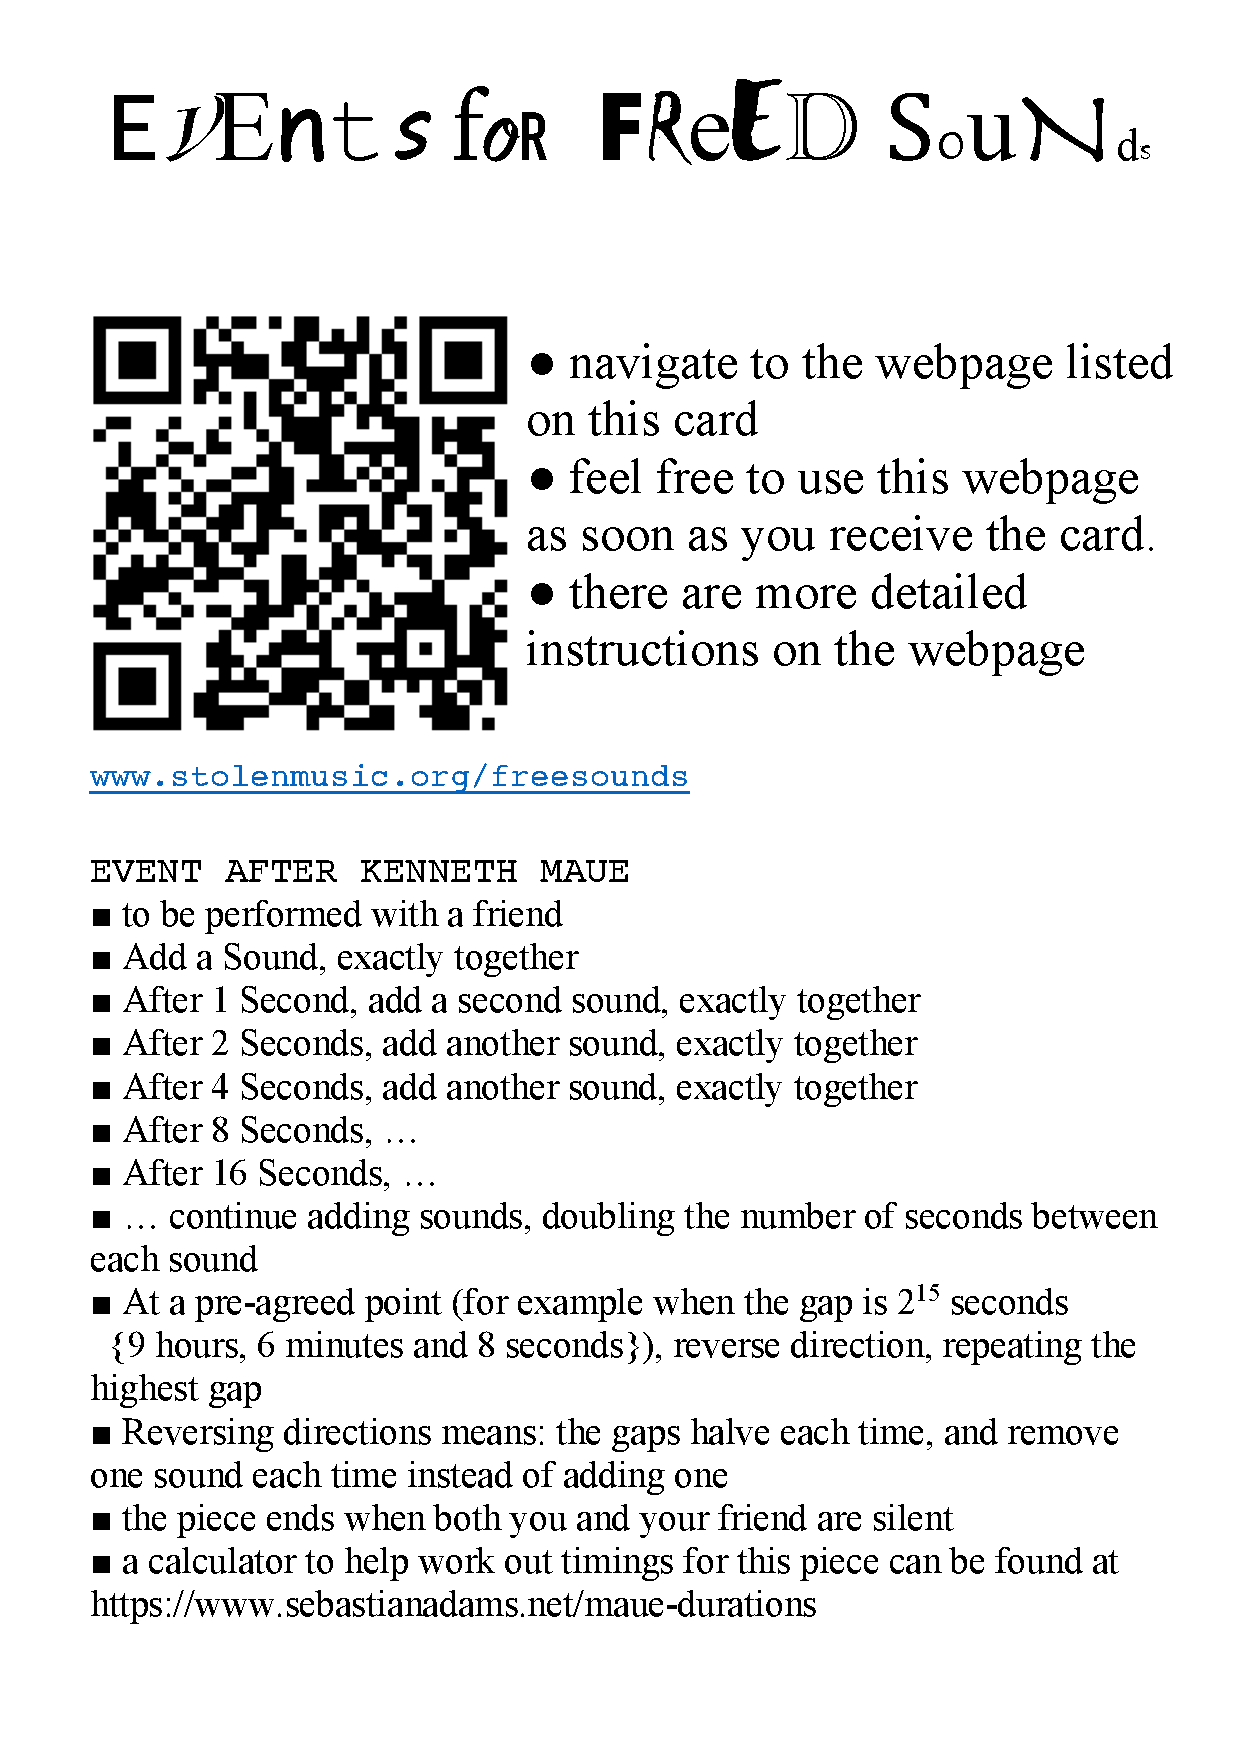 EVEnts foR FReED SouNds
● navigate to the webpage listed
on this card
● feel free to use this webpage
as soon as you receive the card.
● there are more detailed
instructions on the webpage
www.stolenmusic.org/freesounds
EVENT AFTER KENNETH MAUE
■ to be performed with a friend
■ Add a Sound, exactly together
■ After 1 Second, add a second sound, exactly together
■ After 2 Seconds, add another sound, exactly together
■ After 4 Seconds, add another sound, exactly together
■ After 8 Seconds, …
■ After 16 Seconds, …
■ … continue adding sounds, doubling the number of seconds between
each sound
■ At a pre-agreed point (for example when the gap is 2¹⁵ seconds
{9 hours, 6 minutes and 8 seconds}), reverse direction, repeating the
highest gap
■ Reversing directions means: the gaps halve each time, and remove
one sound each time instead of adding one
■ the piece ends when both you and your friend are silent
■ a calculator to help work out timings for this piece can be found at
https://www.sebastianadams.net/maue-durations